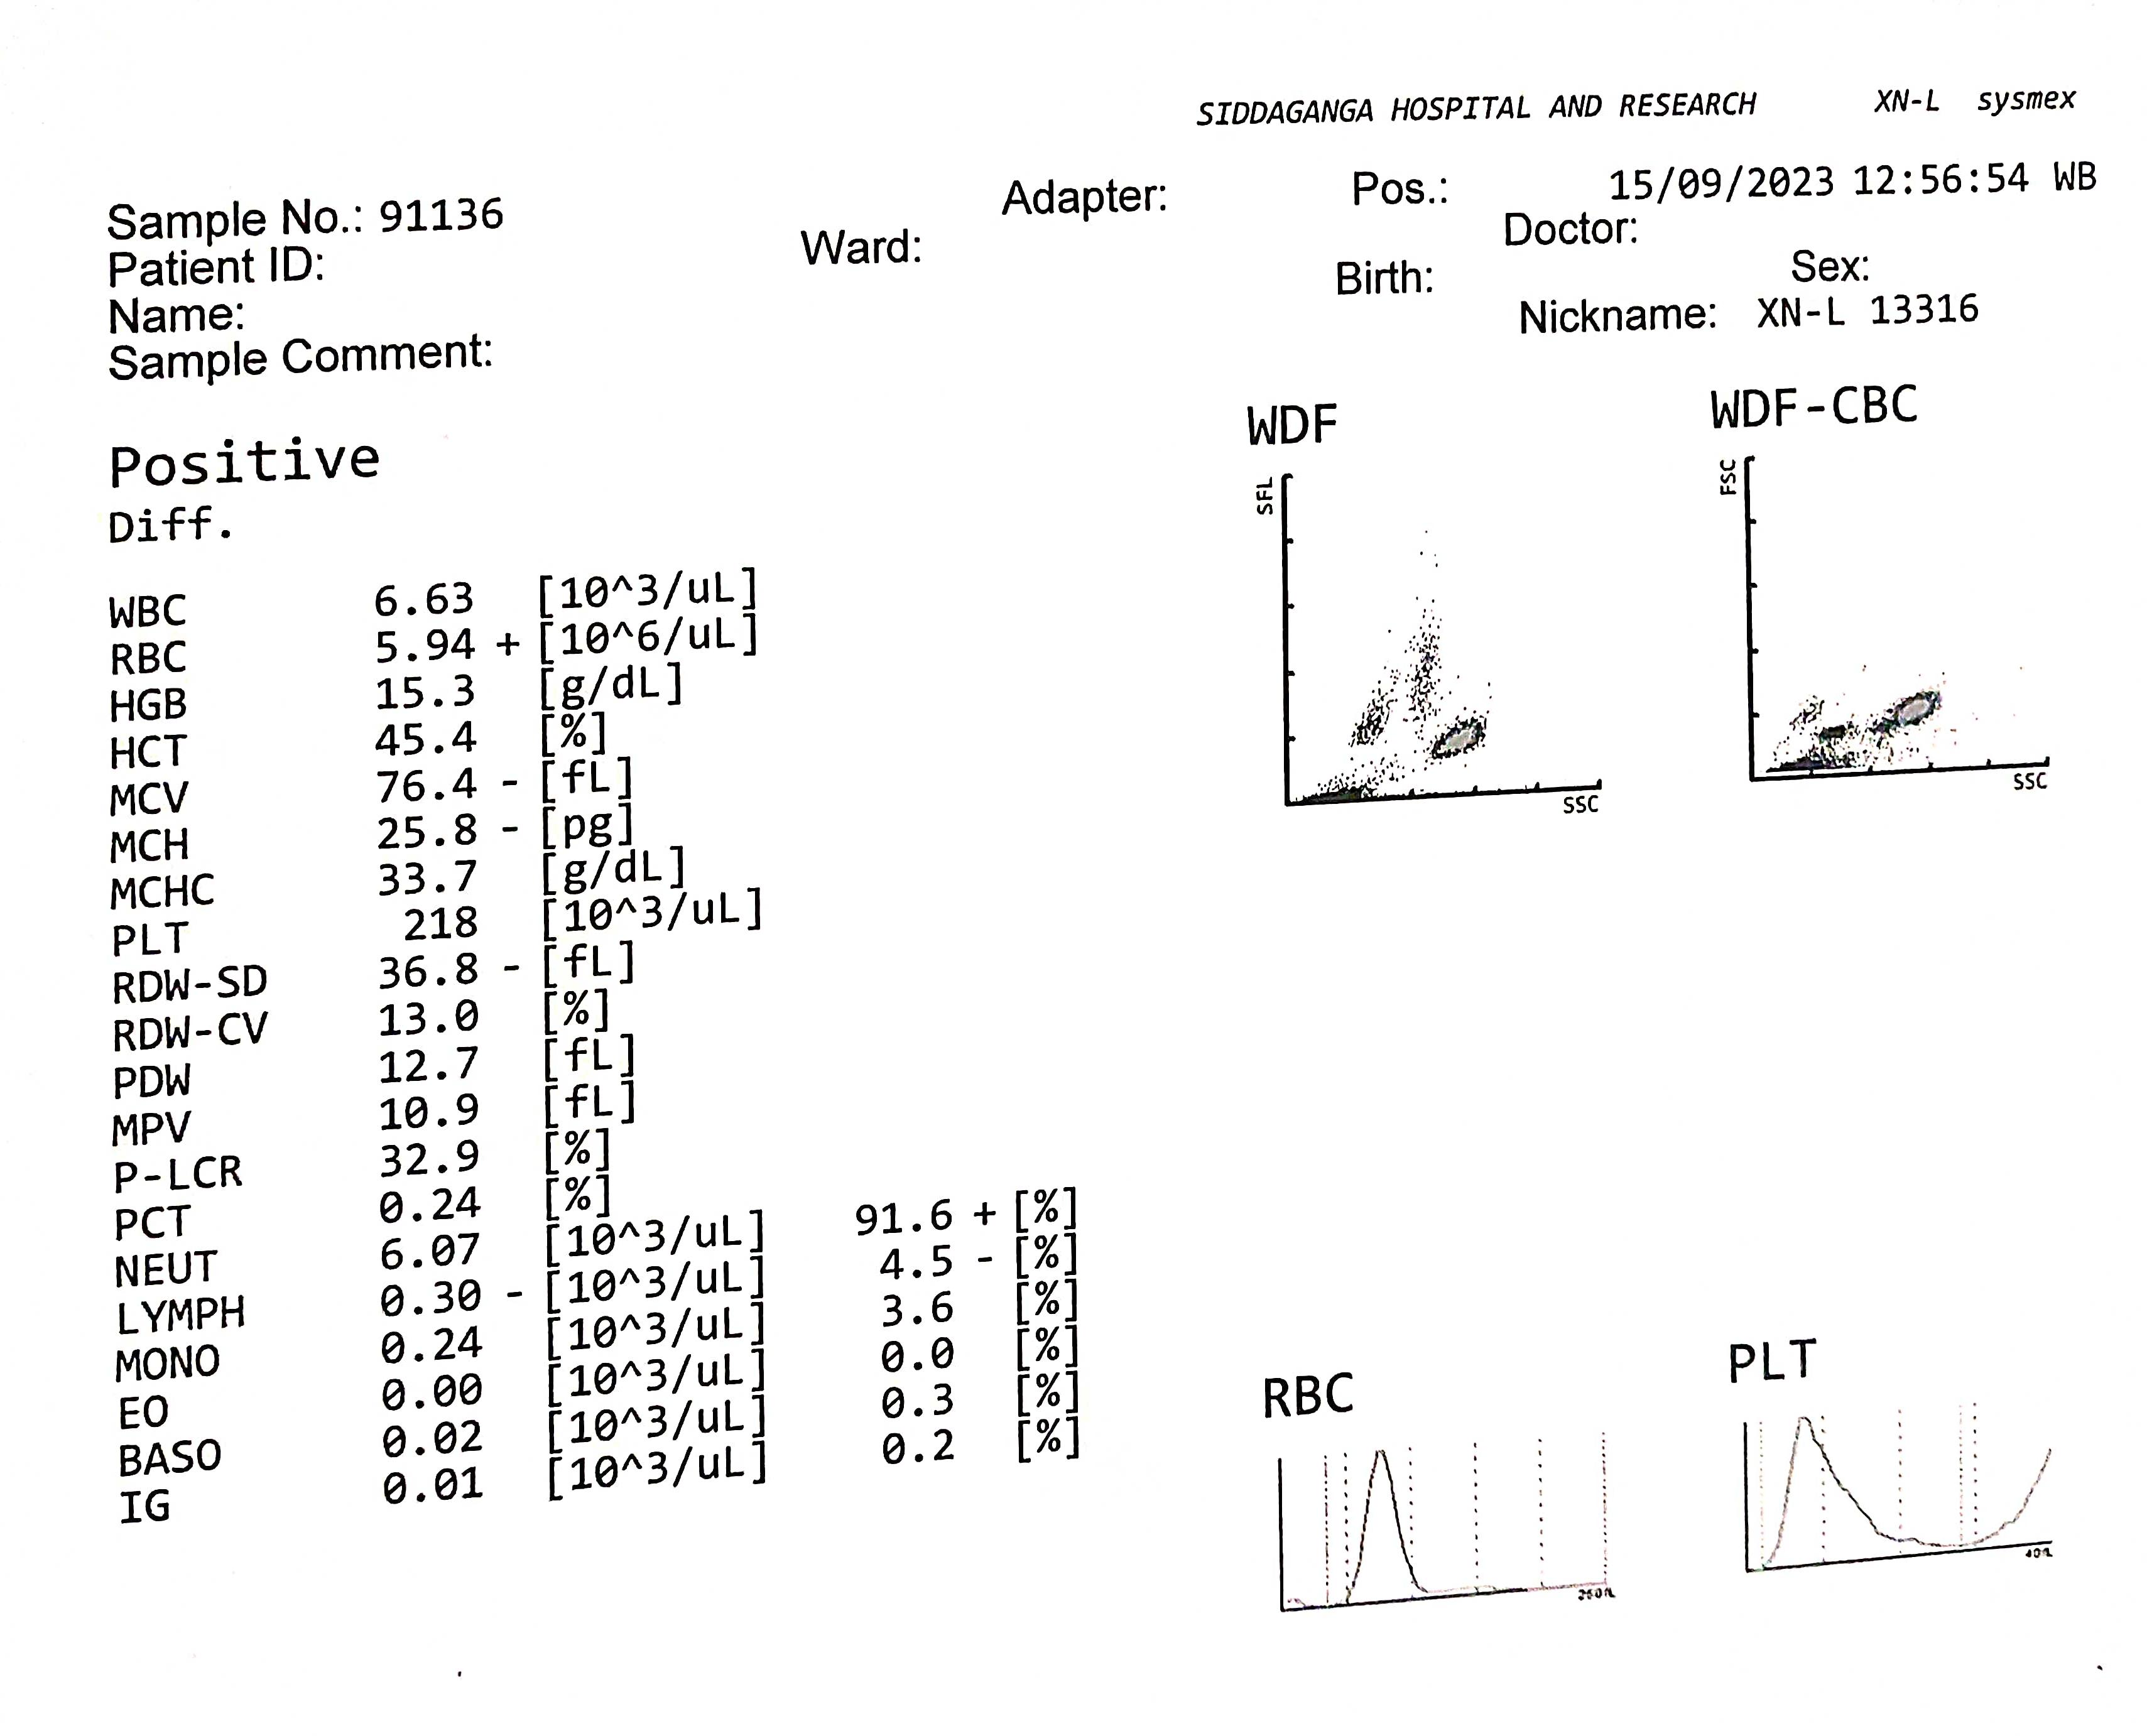 SIDDAGANGA HOSPITAL AND RESEARCH XN-L sysmex
Adapter: Pos.: 15/09/2023 12:56:54 WB
Sample No.: 91136
Patient ID: Ward: Doctor:
Name: Birth: Sex:
Sample Comment: Nickname: XN-L 13316
Positive
Diff.
WBC 6.63 [10^3/uL]
RBC 5.94 + [10^6/uL]
HGB 15.3 [g/dL]
HCT 45.4 [%]
MCV 76.4 - [fL]
MCH 25.8 - [pg]
MCHC 33.7 [g/dL]
PLT 218 [10^3/uL]
RDW-SD 36.8 - [fL]
RDW-CV 13.0 [%]
PDW 12.7 [fL]
MPV 10.9 [fL]
P-LCR 32.9 [%]
PCT 0.24 [%]
NEUT 6.07 [10^3/uL] 91.6 + [%]
LYMPH 0.30 - [10^3/uL] 4.5 - [%]
MONO 0.24 [10^3/uL] 3.6 [%]
EO 0.00 [10^3/uL] 0.0 [%]
BASO 0.02 [10^3/uL] 0.3 [%]
IG 0.01 [10^3/uL] 0.2 [%]
WDF
SFL
SSC
WDF-CBC
FSC
SSC
RBC
250fL
PLT
40fL